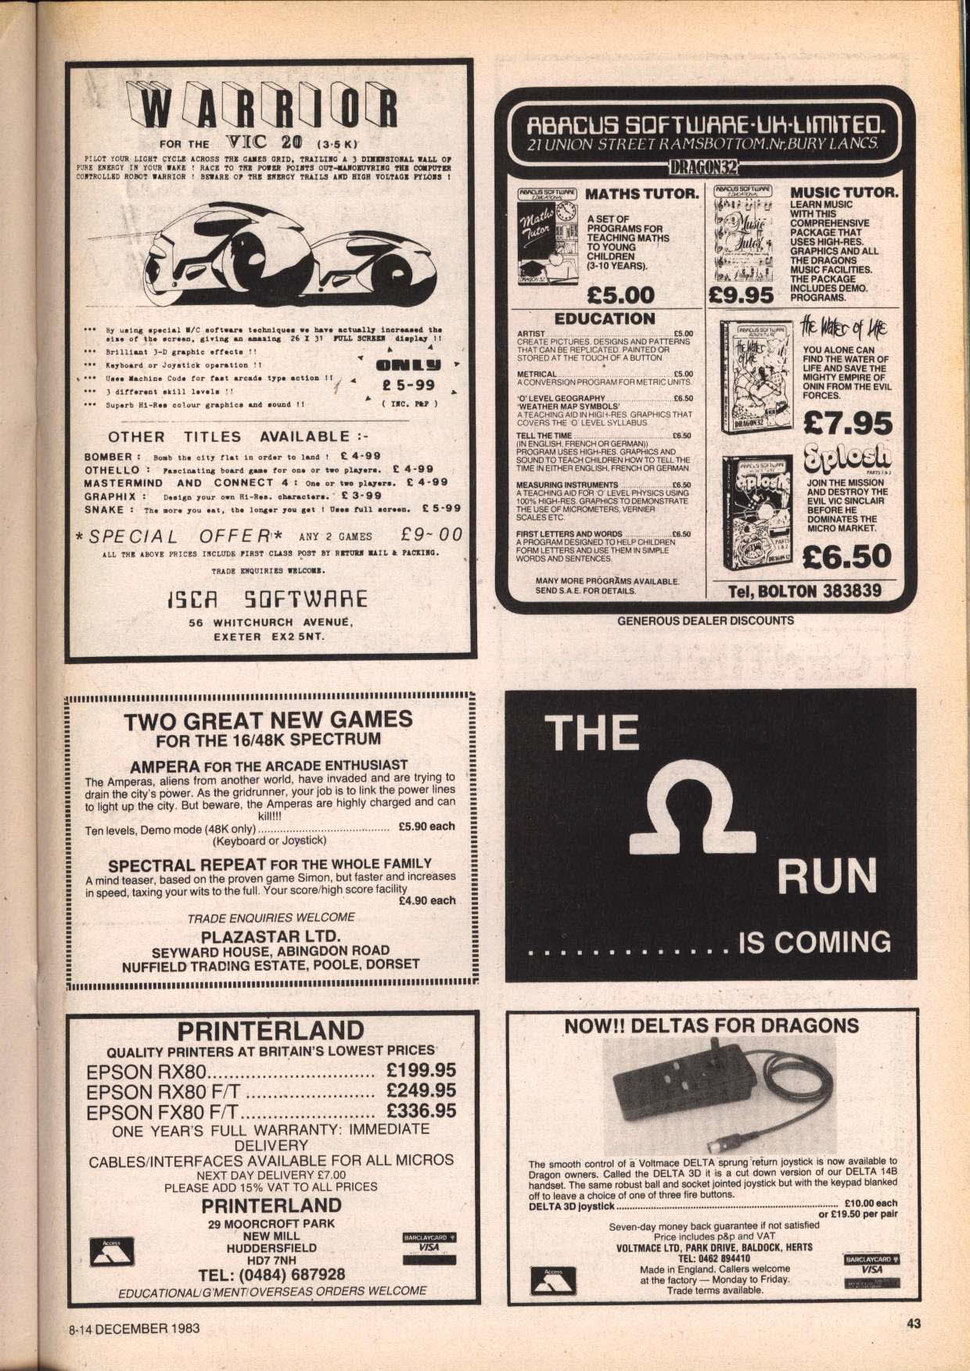 WARRIOR
FOR THE VIC 20 (3·5 K)
PILOT YOUR LIGHT CYCLE ACROSS THE GAMES GRID, TRAILING A 3 DIMENSIONAL WALL OF
PURE ENERGY IN YOUR WAKE ! RACE TO THE POWER POINTS OUT-MANOEUVRING THE COMPUTER
CONTROLLED ROBOT WARRIOR ! BEWARE OF THE ENERGY TRAILS AND HIGH VOLTAGE PYLONS !
*** By using special M/C software techniques we have actually increased the
size of the screen, giving an amazing 26 X 31 FULL SCREEN display !!
*** Brilliant 3-D graphic effects !!
*** Keyboard or Joystick operation !!
*** Uses Machine Code for fast arcade type action !!
*** 3 different skill levels !!
*** Superb Hi-Res colour graphics and sound !!
ONLY
£ 5-99
( INC. P&P )
OTHER TITLES AVAILABLE :-
BOMBER : Bomb the city flat in order to land ! £ 4-99
OTHELLO : Fascinating board game for one or two players. £ 4-99
MASTERMIND AND CONNECT 4 : One or two players. £ 4-99
GRAPHIX : Design your own Hi-Res. characters. £ 3-99
SNAKE : The more you eat, the longer you get ! Uses full screen. £ 5-99
*SPECIAL OFFER* ANY 2 GAMES £9-00
ALL THE ABOVE PRICES INCLUDE FIRST CLASS POST BY RETURN MAIL & PACKING.
TRADE ENQUIRIES WELCOME.
ISCA SOFTWARE
56 WHITCHURCH AVENUE,
EXETER EX2 5NT.
ABACUS SOFTWARE·UK·LIMITED.
21 UNION STREET RAMSBOTTOM. Nr. BURY LANCS.
DRAGON 32
ABACUS SOFTWARE
Maths
Tutor
MATHS TUTOR.
A SET OF
PROGRAMS FOR
TEACHING MATHS
TO YOUNG
CHILDREN
(3-10 YEARS).
£5.00
ABACUS SOFTWARE
Music
Tutor
£9.95
MUSIC TUTOR.
LEARN MUSIC
WITH THIS
COMPREHENSIVE
PACKAGE THAT
USES HIGH-RES.
GRAPHICS AND ALL
THE DRAGONS
MUSIC FACILITIES.
THE PACKAGE
INCLUDES DEMO.
PROGRAMS.
EDUCATION
ARTIST £5.00
CREATE PICTURES, DESIGNS AND PATTERNS
THAT CAN BE REPLICATED, PAINTED OR
STORED AT THE TOUCH OF A BUTTON
METRICAL £5.00
A CONVERSION PROGRAM FOR METRIC UNITS.
'O' LEVEL GEOGRAPHY £6.50
'WEATHER MAP SYMBOLS'
A TEACHING AID IN HIGH-RES. GRAPHICS THAT
COVERS THE 'O' LEVEL SYLLABUS.
TELL THE TIME £6.50
(IN ENGLISH, FRENCH OR GERMAN))
PROGRAM USES HIGH-RES. GRAPHICS AND
SOUND TO TEACH CHILDREN HOW TO TELL THE
TIME IN EITHER ENGLISH, FRENCH OR GERMAN
MEASURING INSTRUMENTS £6.50
A TEACHING AID FOR 'O' LEVEL PHYSICS USING
100% HIGH-RES. GRAPHICS TO DEMONSTRATE
THE USE OF MICROMETERS, VERNIER
SCALES ETC.
FIRST LETTERS AND WORDS £6.50
A PROGRAM DESIGNED TO HELP CHILDREN
FORM LETTERS AND USE THEM IN SIMPLE
WORDS AND SENTENCES.
MANY MORE PROGRAMS AVAILABLE.
SEND S.A.E. FOR DETAILS.
the Water of Life
YOU ALONE CAN
FIND THE WATER OF
LIFE AND SAVE THE
MIGHTY EMPIRE OF
ONIN FROM THE EVIL
FORCES.
£7.95
DRAGON 32
Splosh
PARTS 1 & 2
JOIN THE MISSION
AND DESTROY THE
EVIL VIC SINCLAIR
BEFORE HE
DOMINATES THE
MICRO MARKET.
£6.50
Tel, BOLTON 383839
GENEROUS DEALER DISCOUNTS
TWO GREAT NEW GAMES
FOR THE 16/48K SPECTRUM
AMPERA FOR THE ARCADE ENTHUSIAST
The Amperas, aliens from another world, have invaded and are trying to
drain the city's power. As the gridrunner, your job is to link the power lines
to light up the city. But beware, the Amperas are highly charged and can
kill!!!
Ten levels, Demo mode (48K only)........................................ £5.90 each
(Keyboard or Joystick)
SPECTRAL REPEAT FOR THE WHOLE FAMILY
A mind teaser, based on the proven game Simon, but faster and increases
in speed, taxing your wits to the full. Your score/high score facility
£4.90 each
TRADE ENQUIRIES WELCOME
PLAZASTAR LTD.
SEYWARD HOUSE, ABINGDON ROAD
NUFFIELD TRADING ESTATE, POOLE, DORSET
THE
Ω
RUN
. . . . . . . . . . . . . IS COMING
PRINTERLAND
QUALITY PRINTERS AT BRITAIN'S LOWEST PRICES
EPSON RX80............................. £199.95
EPSON RX80 F/T...................... £249.95
EPSON FX80 F/T....................... £336.95
ONE YEAR'S FULL WARRANTY: IMMEDIATE
DELIVERY
CABLES/INTERFACES AVAILABLE FOR ALL MICROS
NEXT DAY DELIVERY £7.00
PLEASE ADD 15% VAT TO ALL PRICES
PRINTERLAND
29 MOORCROFT PARK
NEW MILL
HUDDERSFIELD
HD7 7NH
TEL: (0484) 687928
Access
BARCLAYCARD
VISA
EDUCATIONAL/G'MENT/OVERSEAS ORDERS WELCOME
NOW!! DELTAS FOR DRAGONS
The smooth control of a Voltmace DELTA sprung return joystick is now available to
Dragon owners. Called the DELTA 3D it is a cut down version of our DELTA 14B
handset. The same robust ball and socket jointed joystick but with the keypad blanked
off to leave a choice of one of three fire buttons.
DELTA 3D joystick........................................ £10.00 each
or £19.50 per pair
Seven-day money back guarantee if not satisfied
Price includes p&p and VAT
VOLTMACE LTD, PARK DRIVE, BALDOCK, HERTS
TEL: 0462 894410
Made in England. Callers welcome
at the factory — Monday to Friday.
Trade terms available.
Access
BARCLAYCARD
VISA
8-14 DECEMBER 1983
43